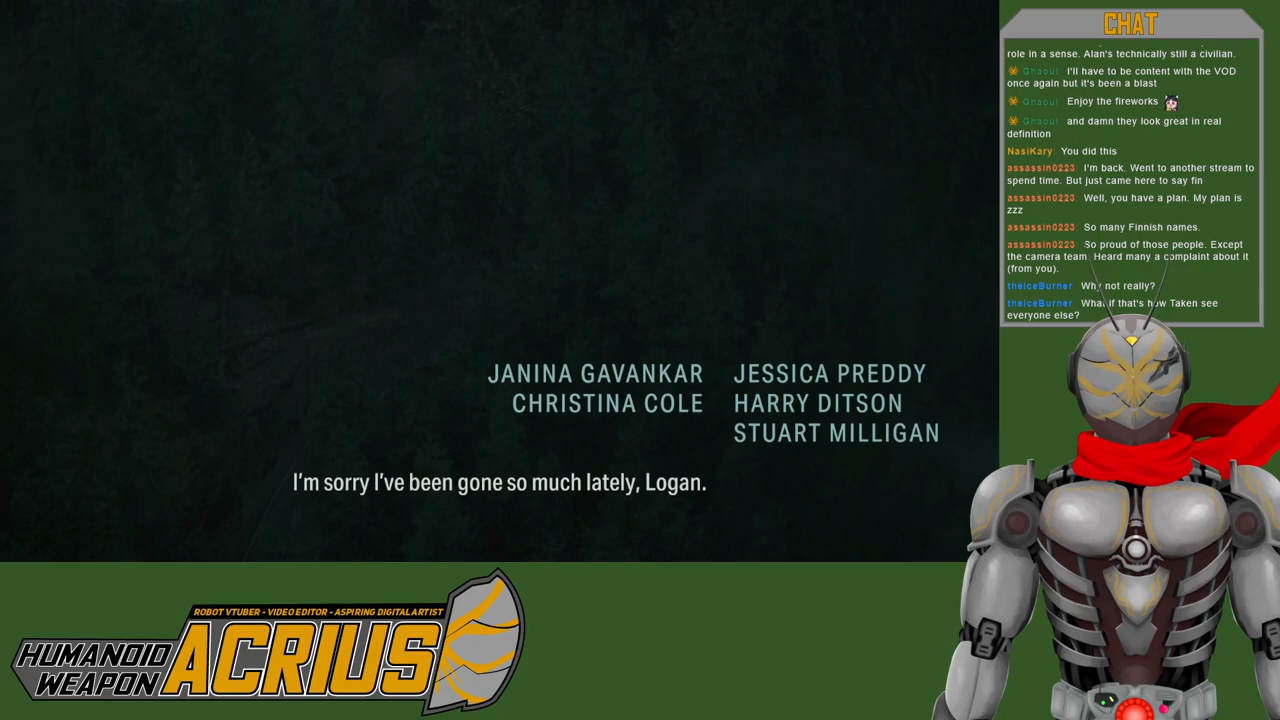 JANINA GAVANKAR
CHRISTINA COLE
JESSICA PREDDY
HARRY DITSON
STUART MILLIGAN
I'm sorry I've been gone so much lately, Logan.
CHAT
role in a sense. Alan's technically still a civilian.
Ghaoul I'll have to be content with the VOD
once again but it's been a blast
Ghaoul Enjoy the fireworks
Ghaoul and damn they look great in real
definition
NasiKary You did this
assassin0223 I'm back. Went to another stream to
spend time. But just came here to say fin
assassin0223 Well, you have a plan. My plan is
zzz
assassin0223 So many Finnish names.
assassin0223 So proud of those people. Except
the camera team. Heard many a complaint about it
(from you).
theIceBurner Why not really?
theIceBurner What if that's how Taken see
everyone else?
ROBOT VTUBER - VIDEO EDITOR - ASPIRING DIGITAL ARTIST
HUMANOID
WEAPON
ACRIUS